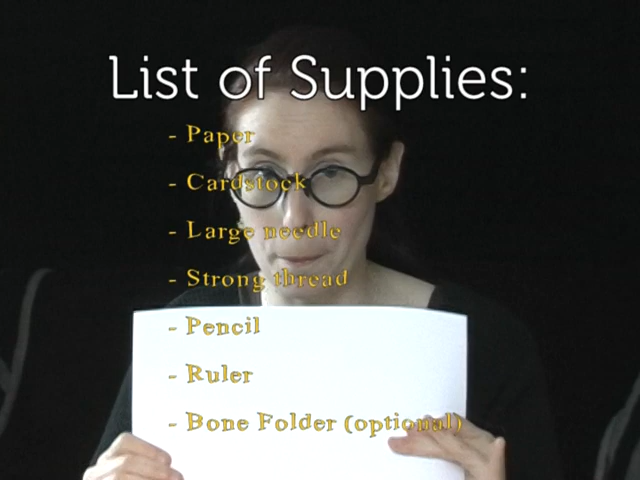 List of Supplies:
- Paper
- Cardstock
- Large needle
- Strong thread
- Pencil
- Ruler
- Bone Folder (optional)